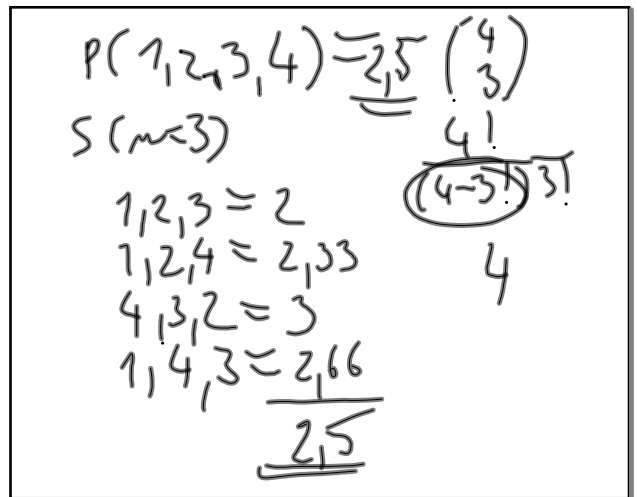 P(1,2,3,4) = 2,5
S(n=3)
1,2,3 = 2
1,2,4 = 2,33
4,3,2 = 3
1,4,3 = 2,66
2,5
(4
3)
4!
(4-3)! 3!
4